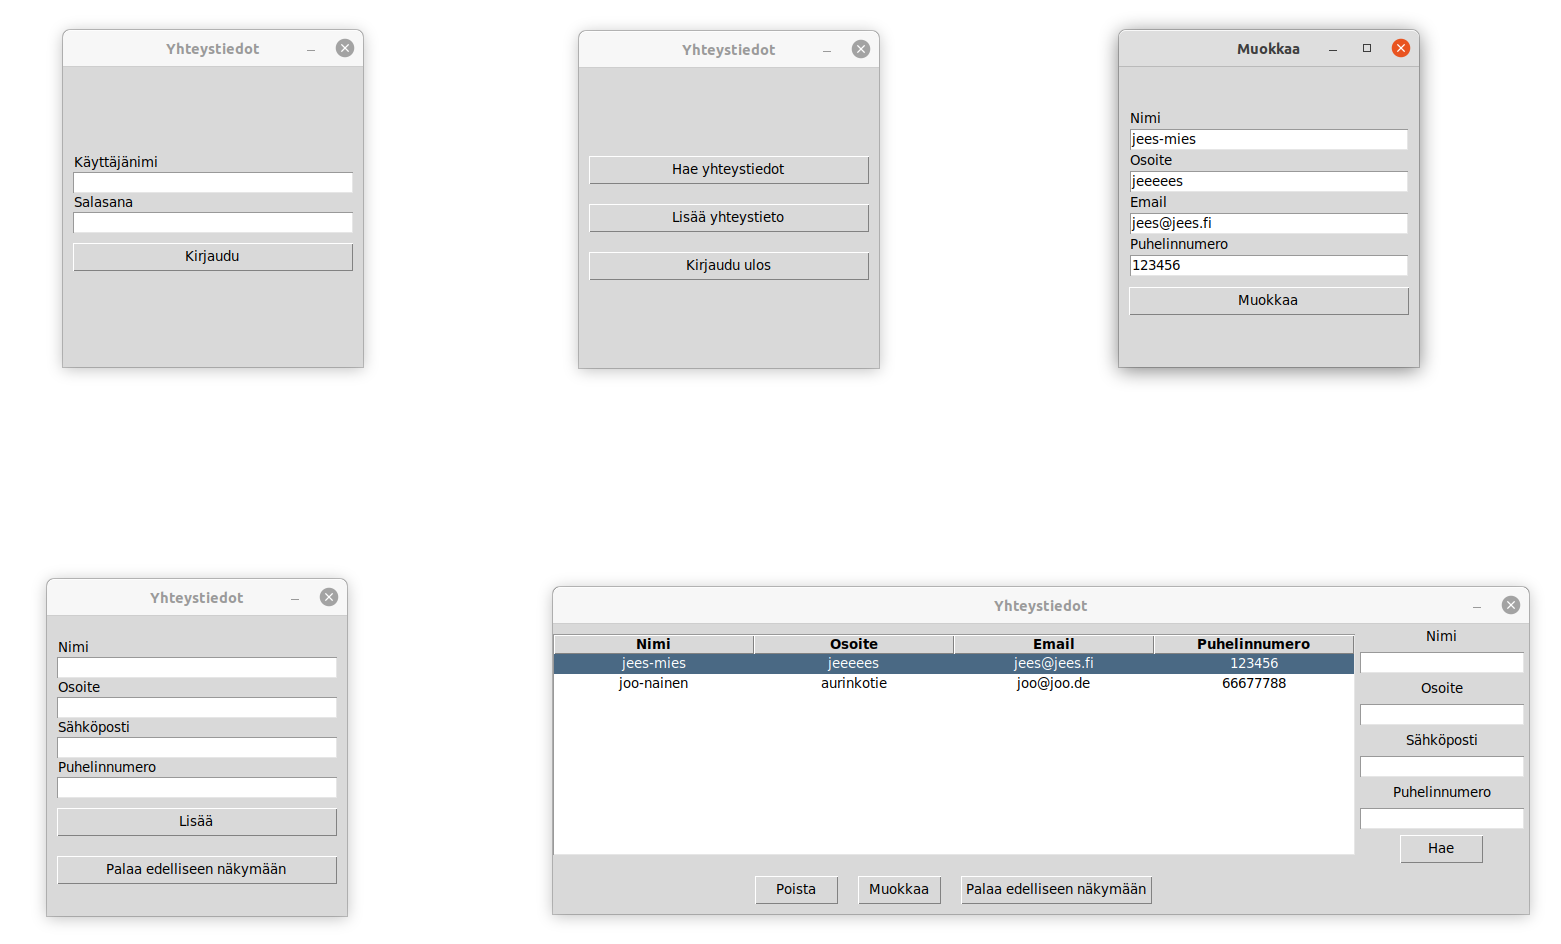 Yhteystiedot
Käyttäjänimi
Salasana
Kirjaudu
Yhteystiedot
Hae yhteystiedot
Lisää yhteystieto
Kirjaudu ulos
Muokkaa
Nimi
jees-mies
Osoite
jeeeees
Email
jees@jees.fi
Puhelinnumero
123456
Muokkaa
Yhteystiedot
Nimi
Osoite
Sähköposti
Puhelinnumero
Lisää
Palaa edelliseen näkymään
Yhteystiedot
Nimi Osoite Email Puhelinnumero
jees-mies jeeeees jees@jees.fi 123456
joo-nainen aurinkotie joo@joo.de 66677788
Nimi
Osoite
Sähköposti
Puhelinnumero
Hae
Poista Muokkaa Palaa edelliseen näkymään